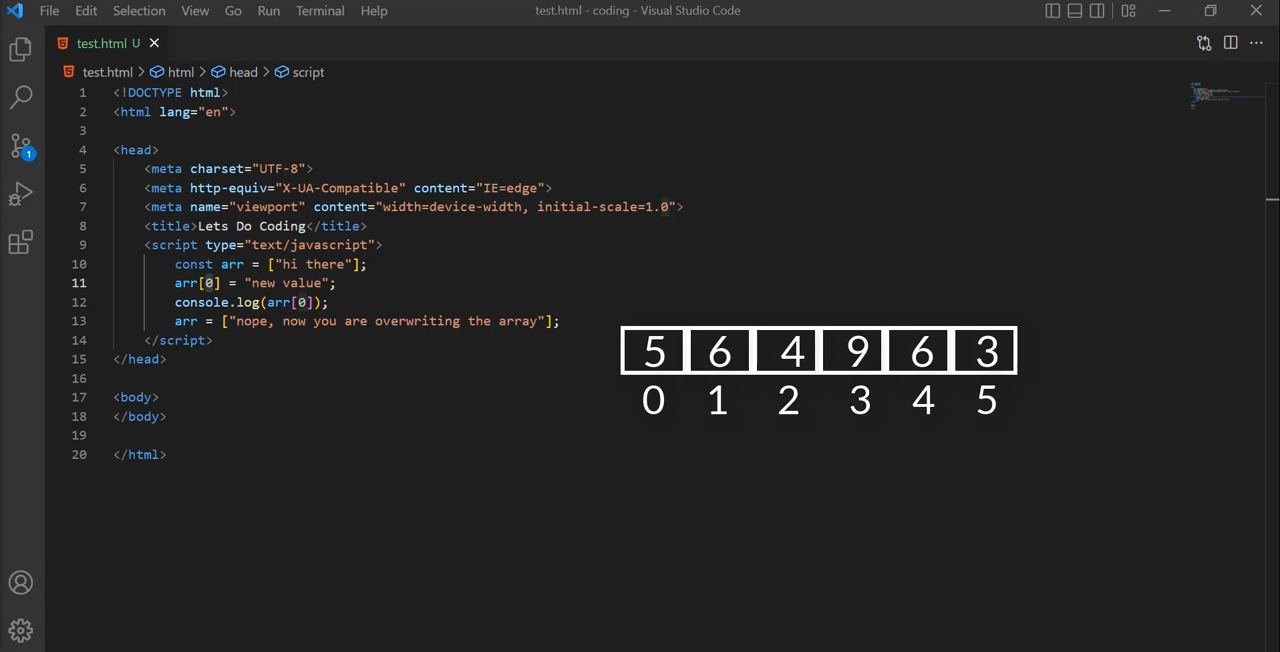 File Edit Selection View Go Run Terminal Help test.html - coding - Visual Studio Code
test.html U
test.html > html > head > script
1 <!DOCTYPE html>
2 <html lang="en">
3
4 <head>
5 <meta charset="UTF-8">
6 <meta http-equiv="X-UA-Compatible" content="IE=edge">
7 <meta name="viewport" content="width=device-width, initial-scale=1.0">
8 <title>Lets Do Coding</title>
9 <script type="text/javascript">
10 const arr = ["hi there"];
11 arr[0] = "new value";
12 console.log(arr[0]);
13 arr = ["nope, now you are overwriting the array"];
14 </script>
15 </head>
16
17 <body>
18 </body>
19
20 </html>
5 6 4 9 6 3
0 1 2 3 4 5
1